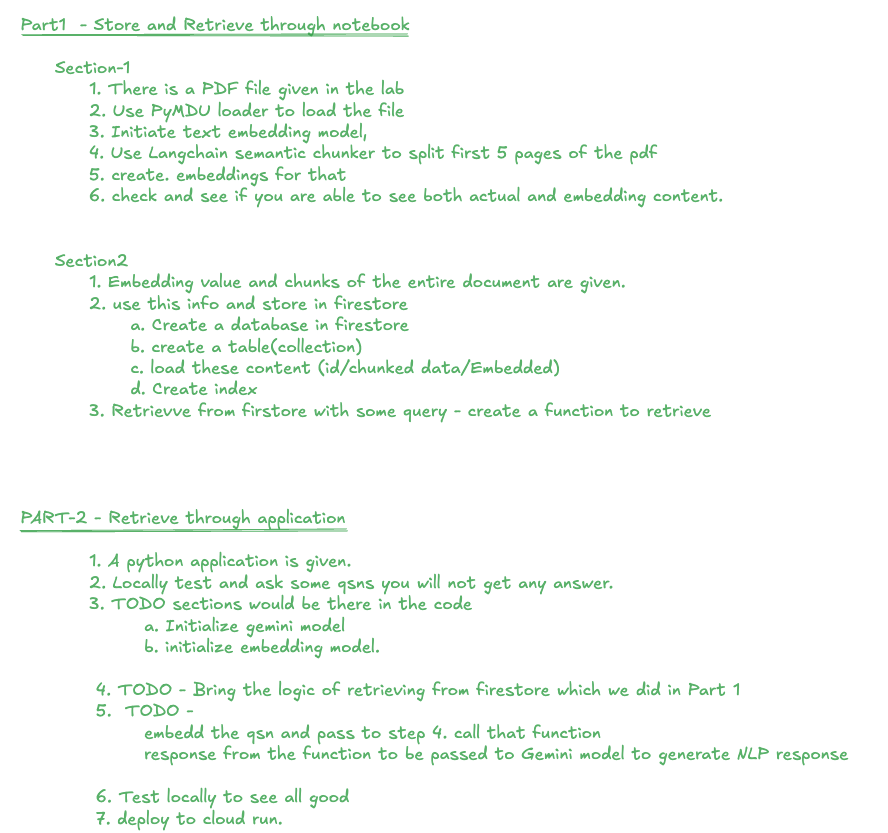 Part1 - Store and Retrieve through notebook
Section-1
1. There is a PDF file given in the lab
2. Use PyMDU loader to load the file
3. Initiate text embedding model,
4. Use Langchain semantic chunker to split first 5 pages of the pdf
5. create. embeddings for that
6. check and see if you are able to see both actual and embedding content.
Section2
1. Embedding value and chunks of the entire document are given.
2. use this info and store in firestore
a. Create a database in firestore
b. create a table(collection)
c. load these content (id/chunked data/Embedded)
d. Create index
3. Retrievve from firstore with some query - create a function to retrieve
PART-2 - Retrieve through application
1. A python application is given.
2. Locally test and ask some qsns you will not get any answer.
3. TODO sections would be there in the code
a. Initialize gemini model
b. initialize embedding model.
4. TODO - Bring the logic of retrieving from firestore which we did in Part 1
5. TODO -
embedd the qsn and pass to step 4. call that function
response from the function to be passed to Gemini model to generate NLP response
6. Test locally to see all good
7. deploy to cloud run.